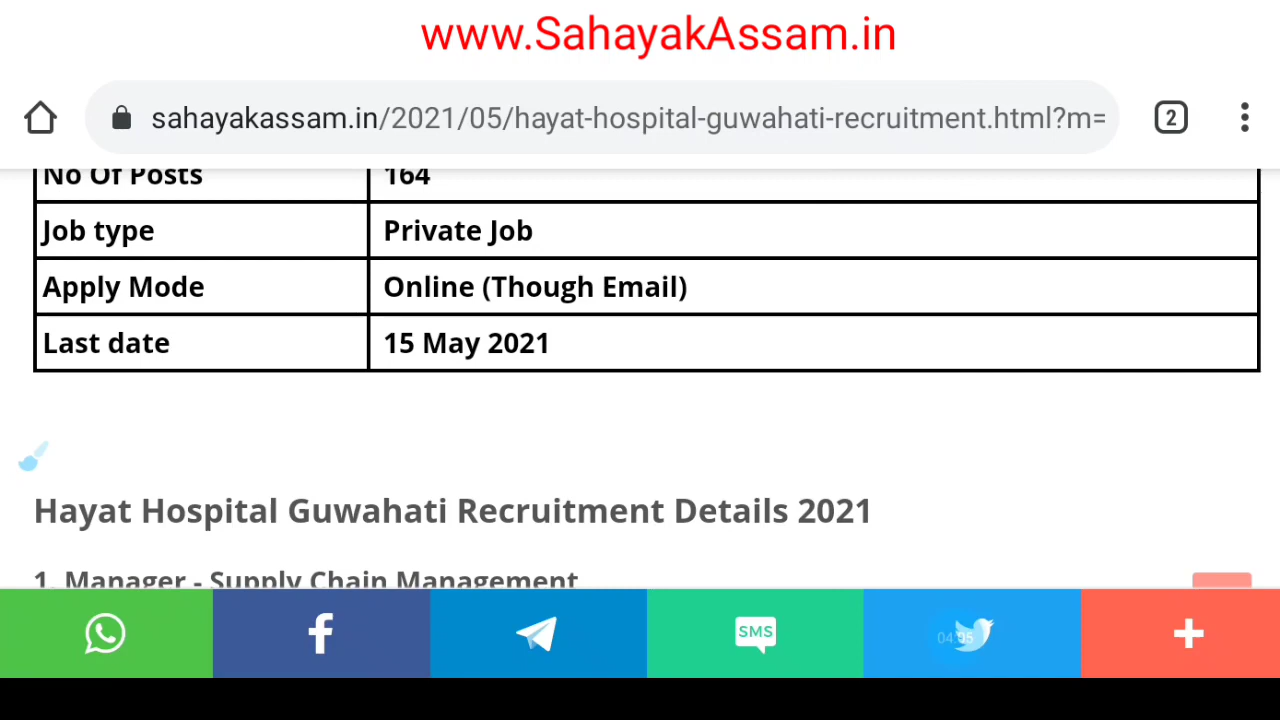 www.SahayakAssam.in
sahayakassam.in/2021/05/hayat-hospital-guwahati-recruitment.html?m=
2
No Of Posts 164
Job type Private Job
Apply Mode Online (Though Email)
Last date 15 May 2021
Hayat Hospital Guwahati Recruitment Details 2021
1. Manager - Supply Chain Management
SMS
04:05